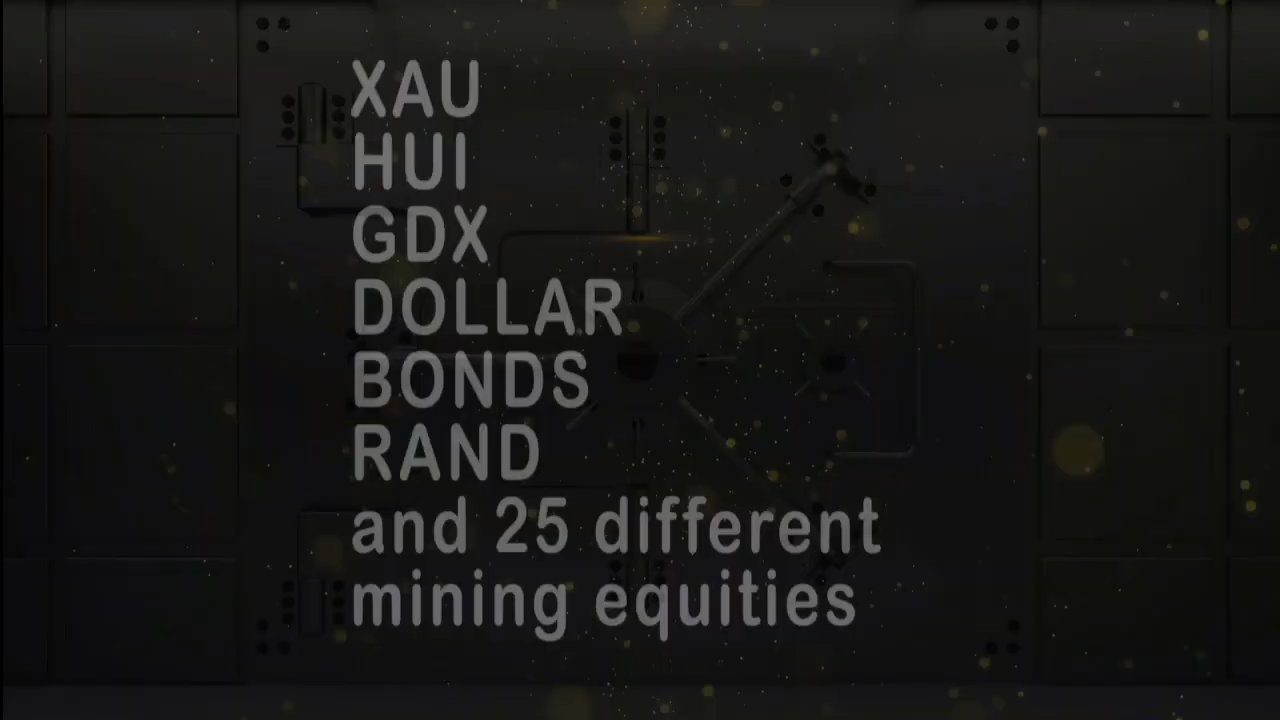 XAU
HUI
GDX
DOLLAR
BONDS
RAND
and 25 different
mining equities